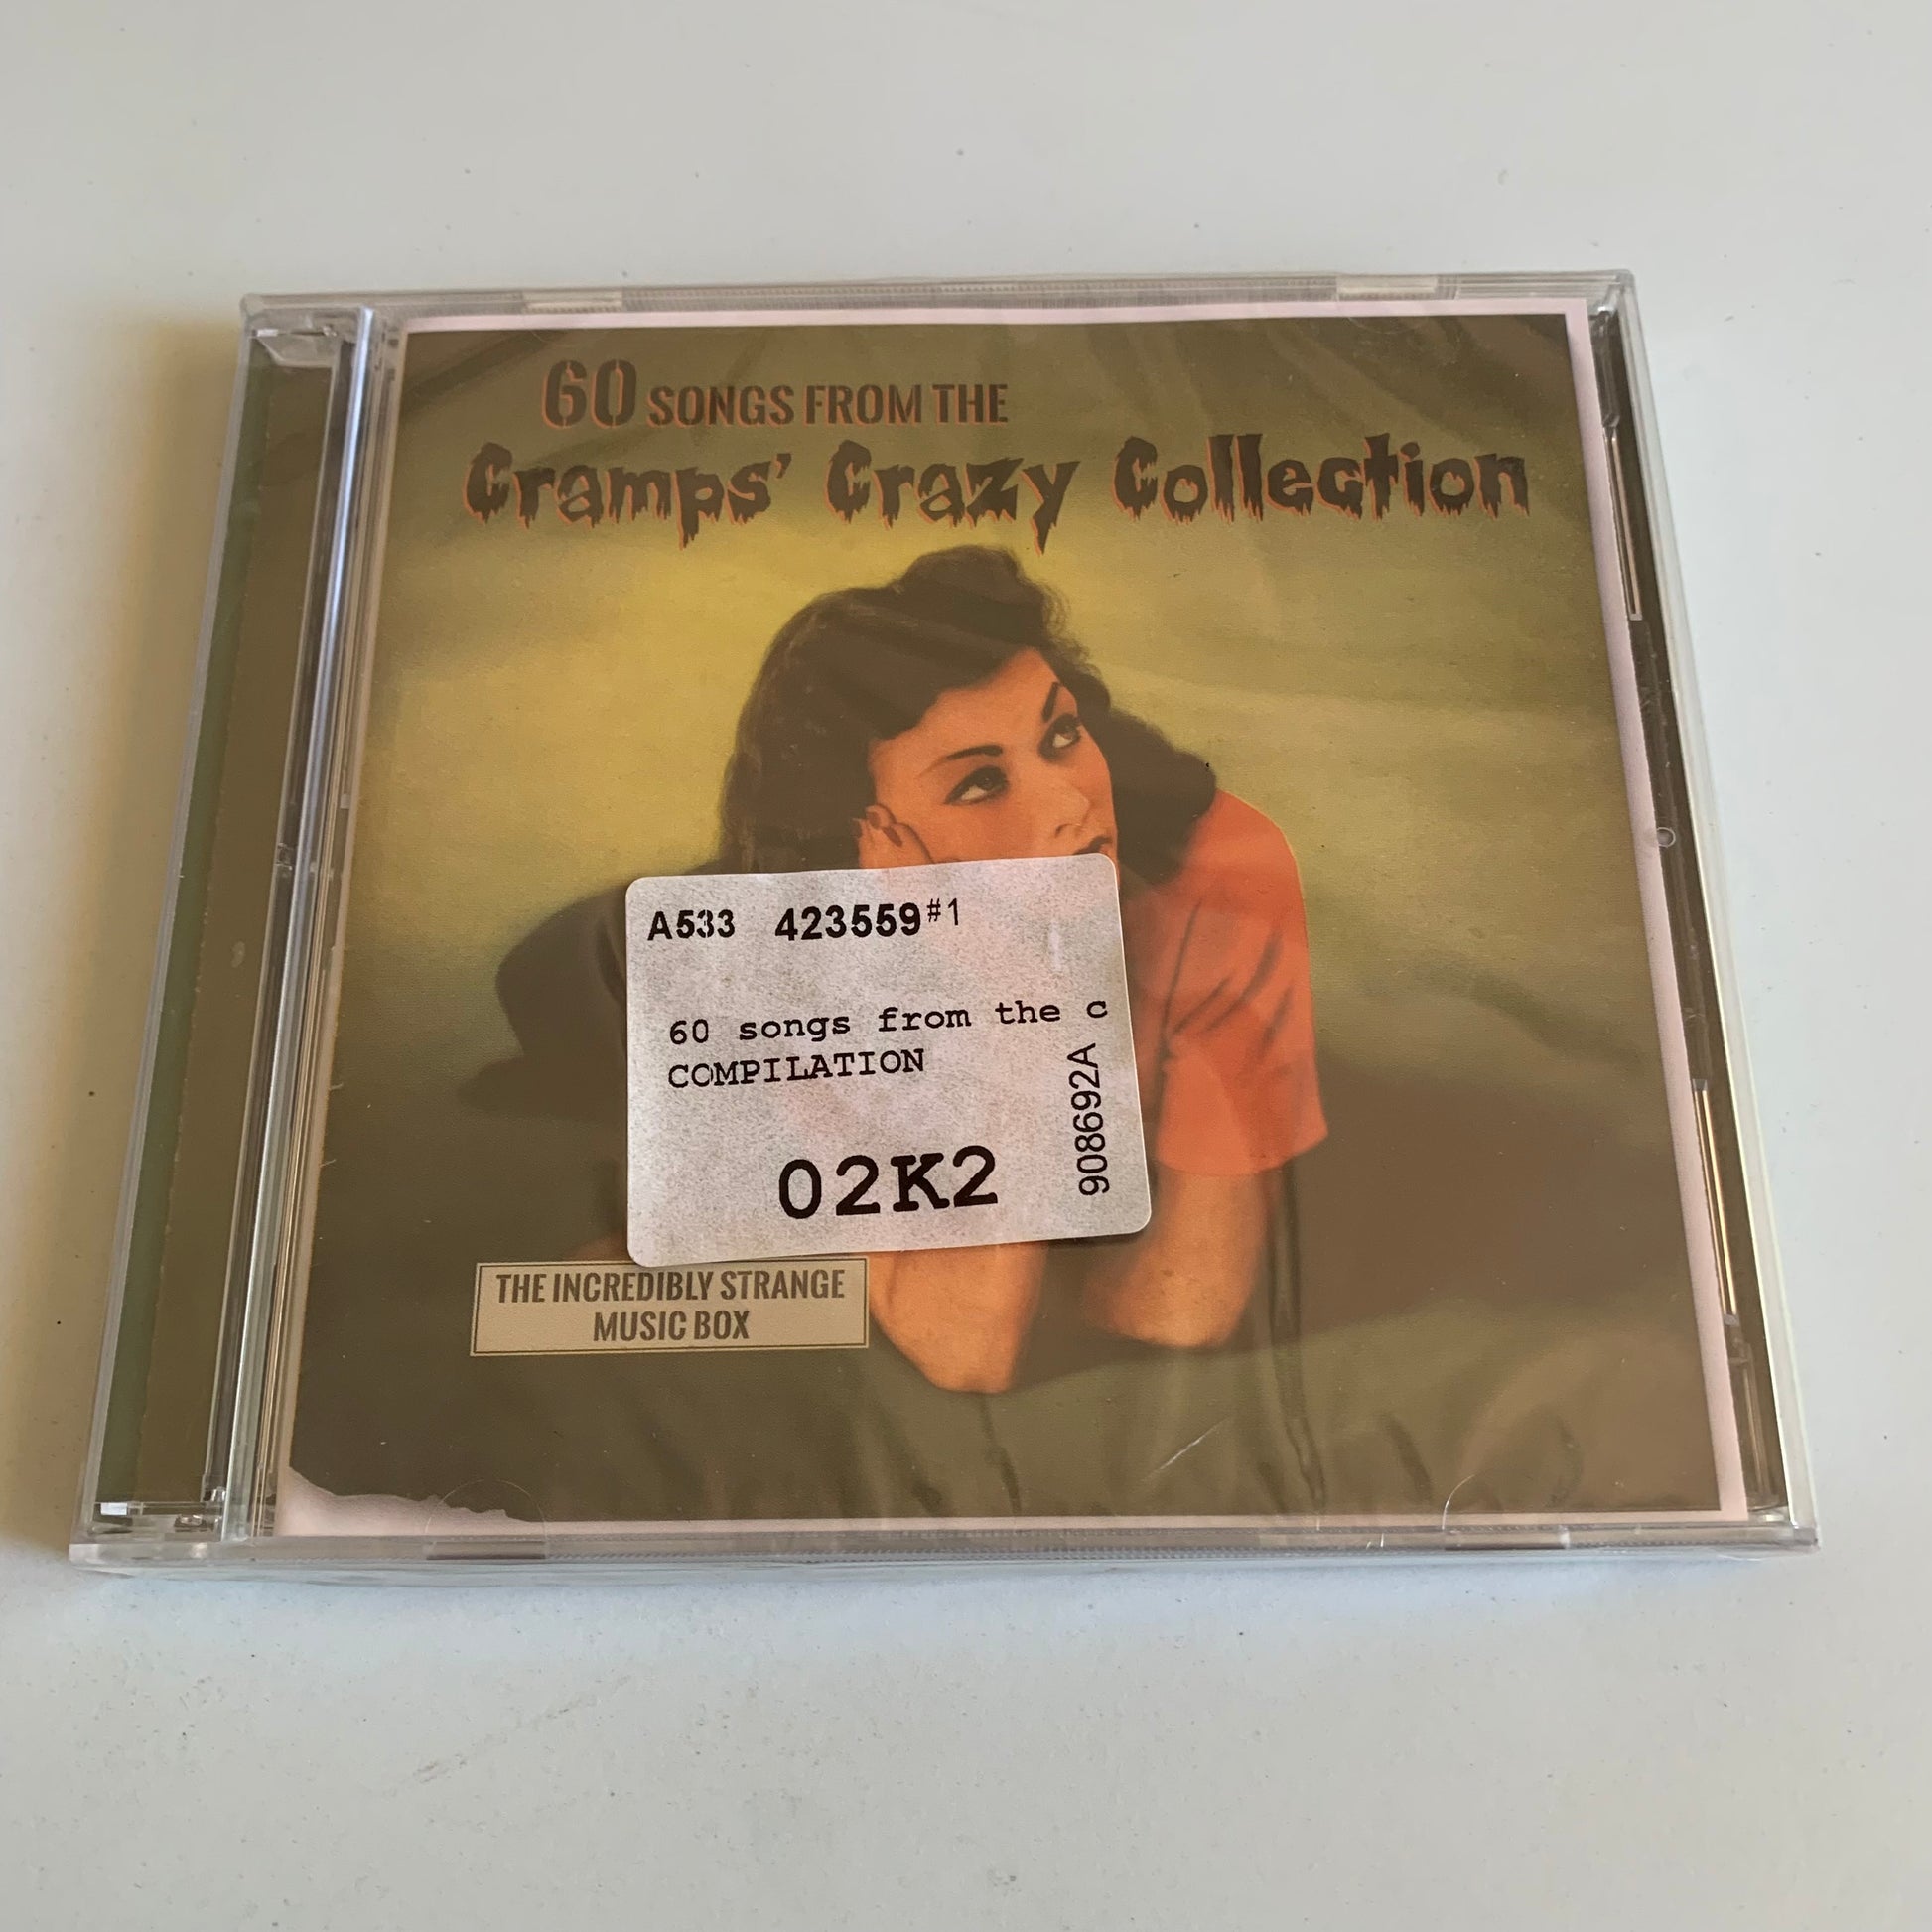 60 SONGS FROM THE
Cramps' Crazy Collection
A533 423559#1
60 songs from the c
COMPILATION
02K2
908692A
THE INCREDIBLY STRANGE
MUSIC BOX